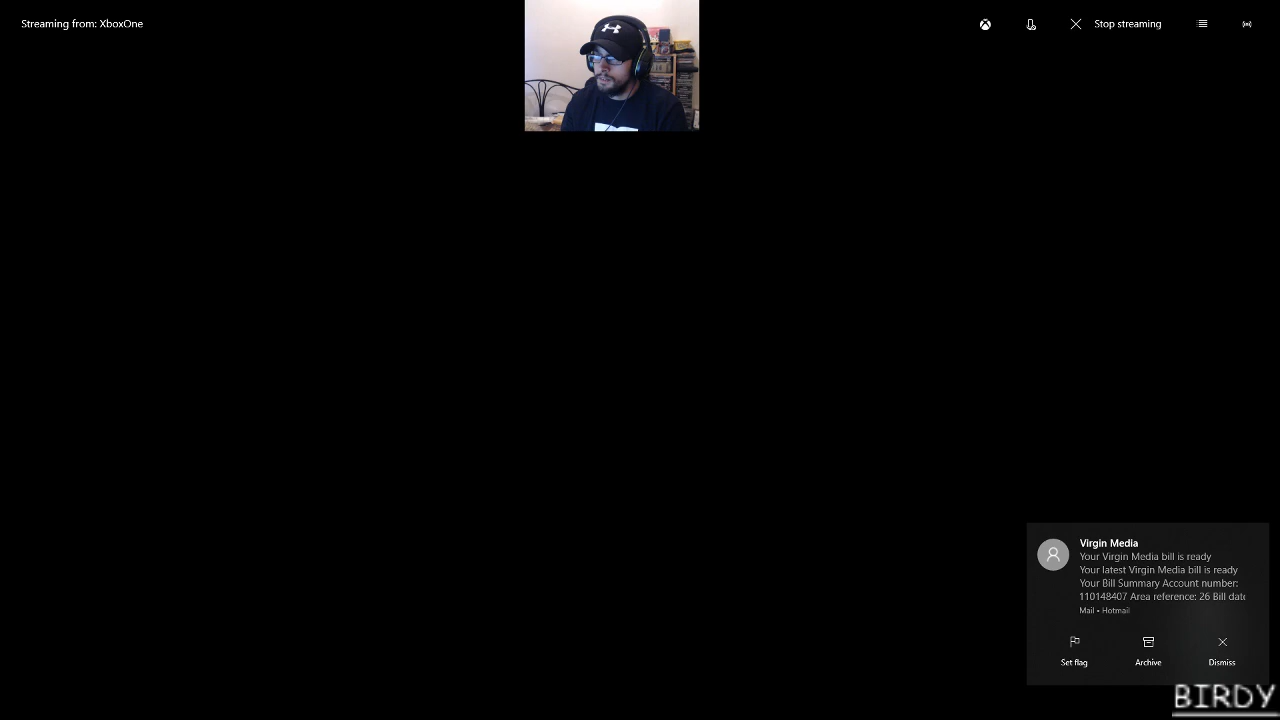 Streaming from: XboxOne
Stop streaming
Virgin Media
Your Virgin Media bill is ready
Your latest Virgin Media bill is ready
Your Bill Summary Account number:
110148407 Area reference: 26 Bill date
Mail • Hotmail
Set flag
Archive
Dismiss
BIRDY